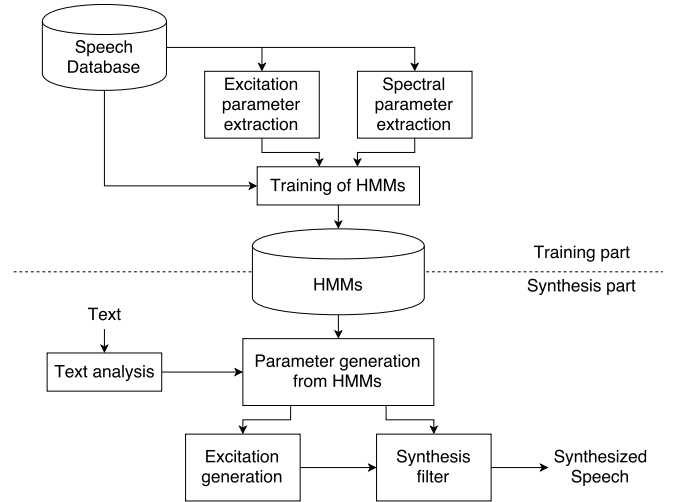 Speech
Database
Excitation
parameter
extraction
Spectral
parameter
extraction
Training of HMMs
HMMs
Training part
Synthesis part
Text
Text analysis
Parameter generation
from HMMs
Excitation
generation
Synthesis
filter
Synthesized
Speech